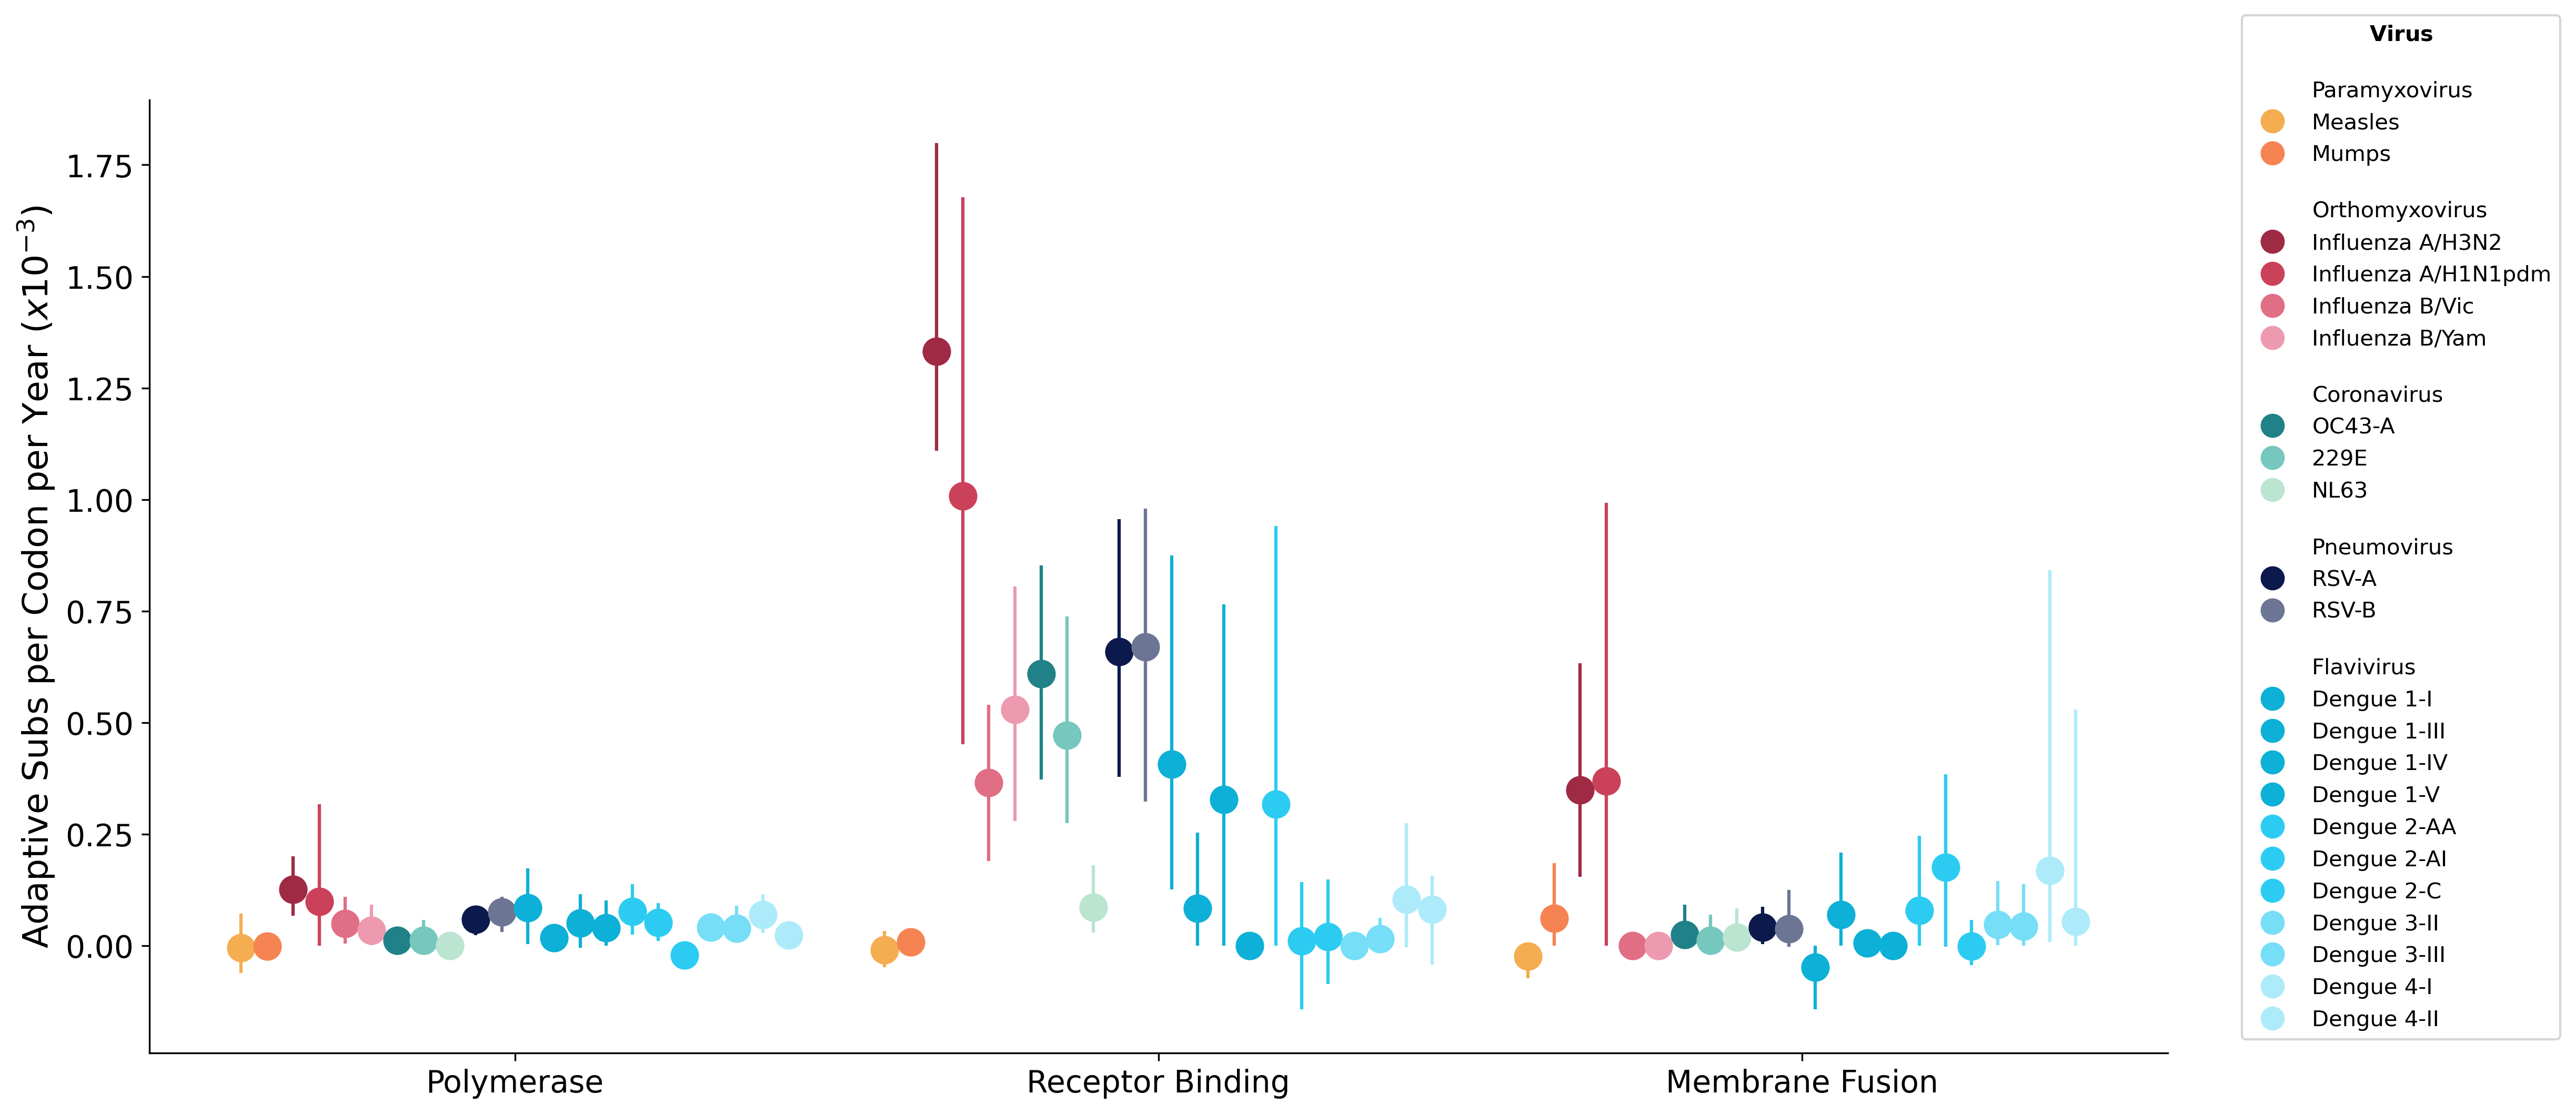 Adaptive Subs per Codon per Year (x10⁻³)
1.75
1.50
1.25
1.00
0.75
0.50
0.25
0.00
Polymerase
Receptor Binding
Membrane Fusion
Virus
Paramyxovirus
Measles
Mumps
Orthomyxovirus
Influenza A/H3N2
Influenza A/H1N1pdm
Influenza B/Vic
Influenza B/Yam
Coronavirus
OC43-A
229E
NL63
Pneumovirus
RSV-A
RSV-B
Flavivirus
Dengue 1-I
Dengue 1-III
Dengue 1-IV
Dengue 1-V
Dengue 2-AA
Dengue 2-AI
Dengue 2-C
Dengue 3-II
Dengue 3-III
Dengue 4-I
Dengue 4-II